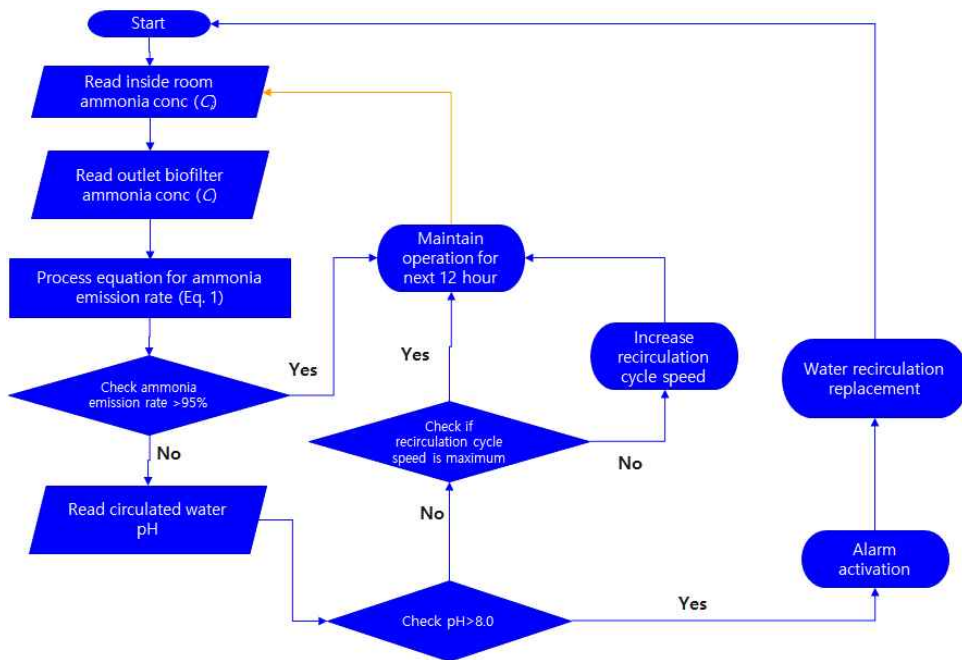 Start
Read inside room
ammonia conc (Ci)
Read outlet biofilter
ammonia conc (C)
Process equation for ammonia
emission rate (Eq. 1)
Check ammonia
emission rate >95%
Yes
No
Read circulated water
pH
Maintain
operation for
next 12 hour
Yes
Check if
recirculation cycle
speed is maximum
No
Increase
recirculation
cycle speed
No
Check pH>8.0
Yes
Alarm
activation
Water recirculation
replacement